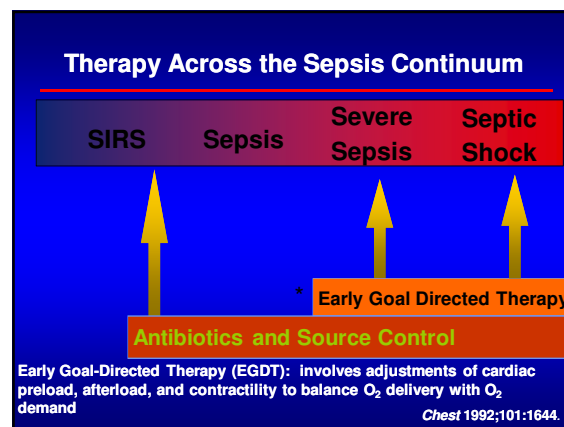 Therapy Across the Sepsis Continuum
SIRS Sepsis Severe Sepsis Septic Shock
* Early Goal Directed Therapy
Antibiotics and Source Control
Early Goal-Directed Therapy (EGDT): involves adjustments of cardiac
preload, afterload, and contractility to balance O₂ delivery with O₂
demand
Chest 1992;101:1644.